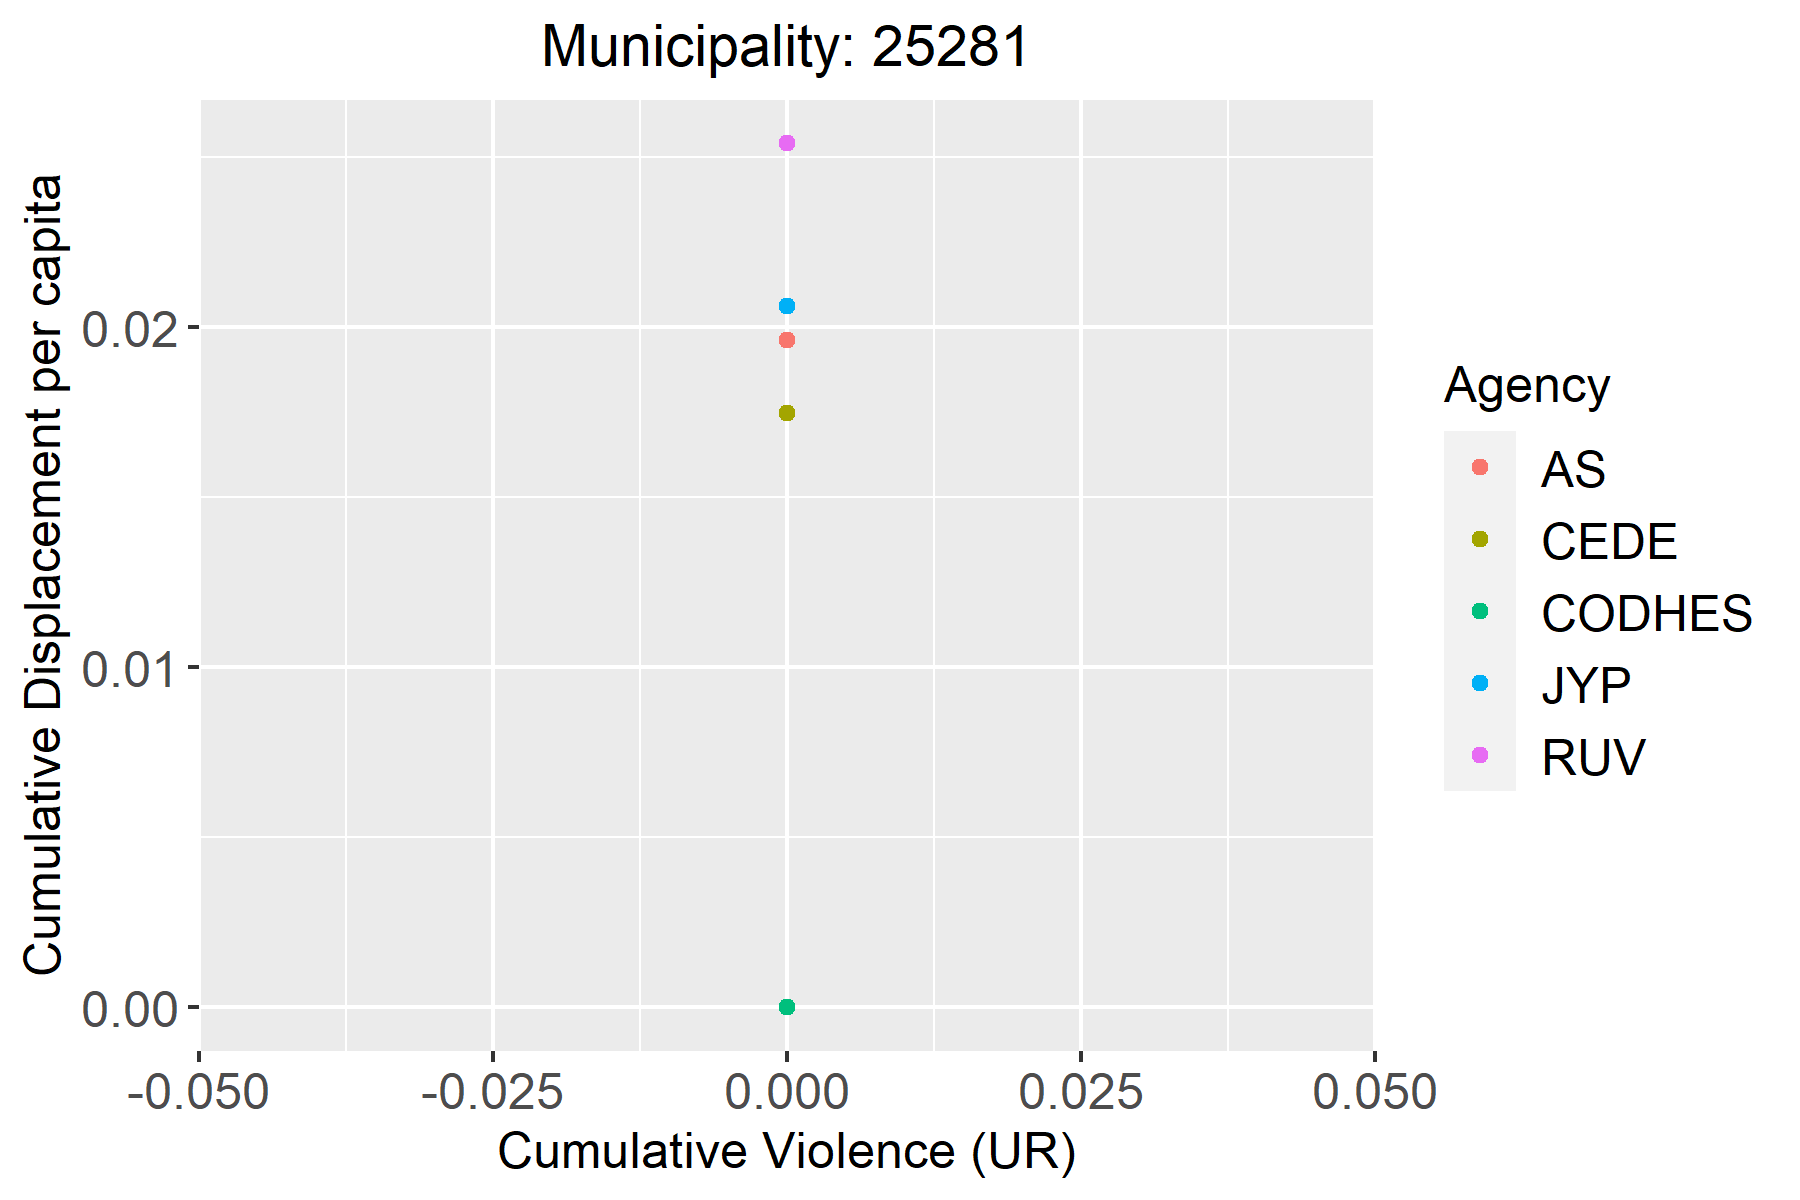 Municipality: 25281
Cumulative Displacement per capita
0.02
0.01
0.00
-0.050
-0.025
0.000
0.025
0.050
Cumulative Violence (UR)
Agency
AS
CEDE
CODHES
JYP
RUV